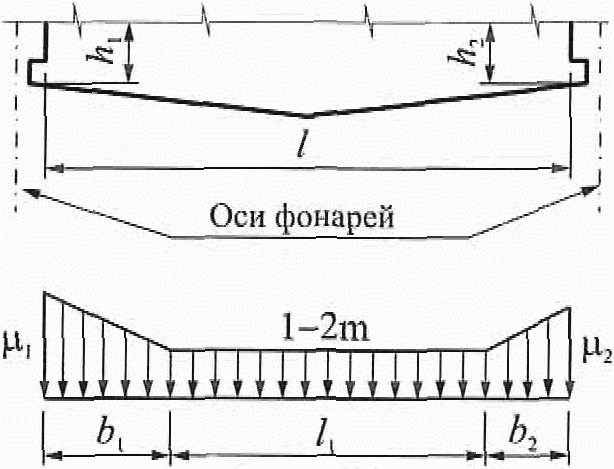 h₁ h₂
l
Оси фонарей
1–2m
μ₁ μ₂
b₁ l₁ b₂